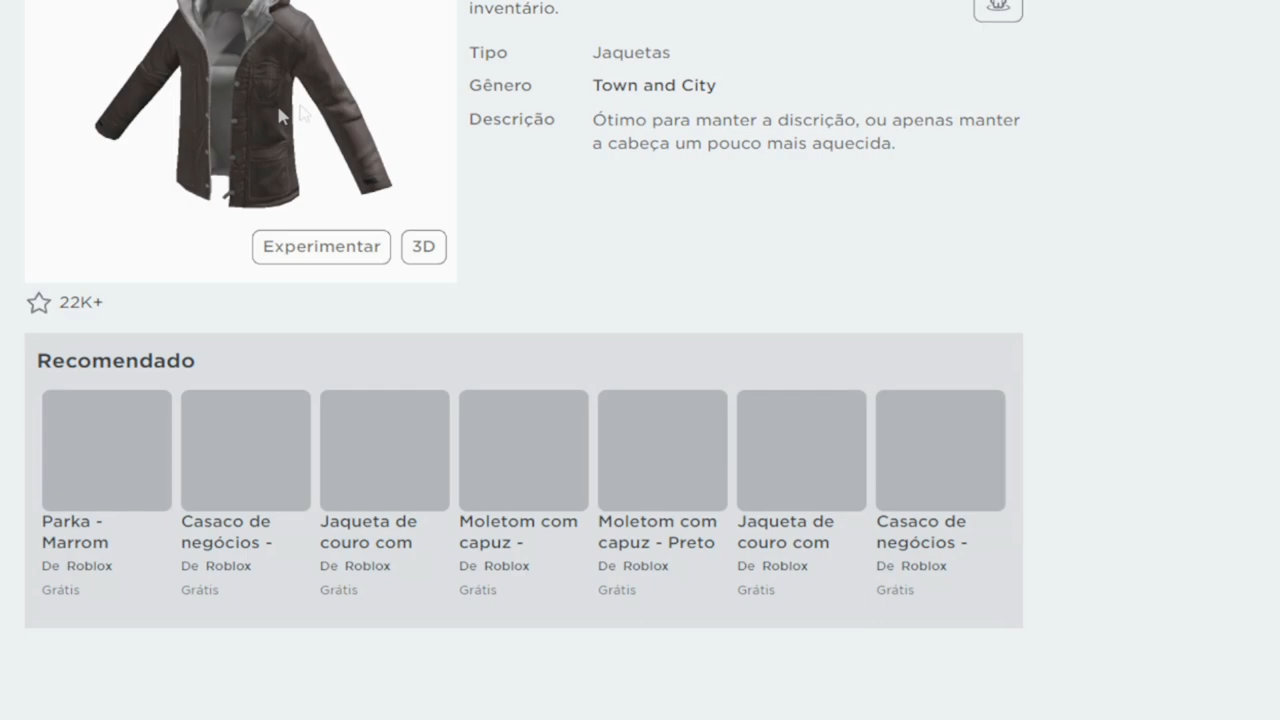 inventário.
Tipo Jaquetas
Gênero Town and City
Descrição Ótimo para manter a discrição, ou apenas manter
a cabeça um pouco mais aquecida.
Experimentar 3D
22K+
Recomendado
Parka -
Marrom
De Roblox
Grátis
Casaco de
negócios -
De Roblox
Grátis
Jaqueta de
couro com
De Roblox
Grátis
Moletom com
capuz -
De Roblox
Grátis
Moletom com
capuz - Preto
De Roblox
Grátis
Jaqueta de
couro com
De Roblox
Grátis
Casaco de
negócios -
De Roblox
Grátis